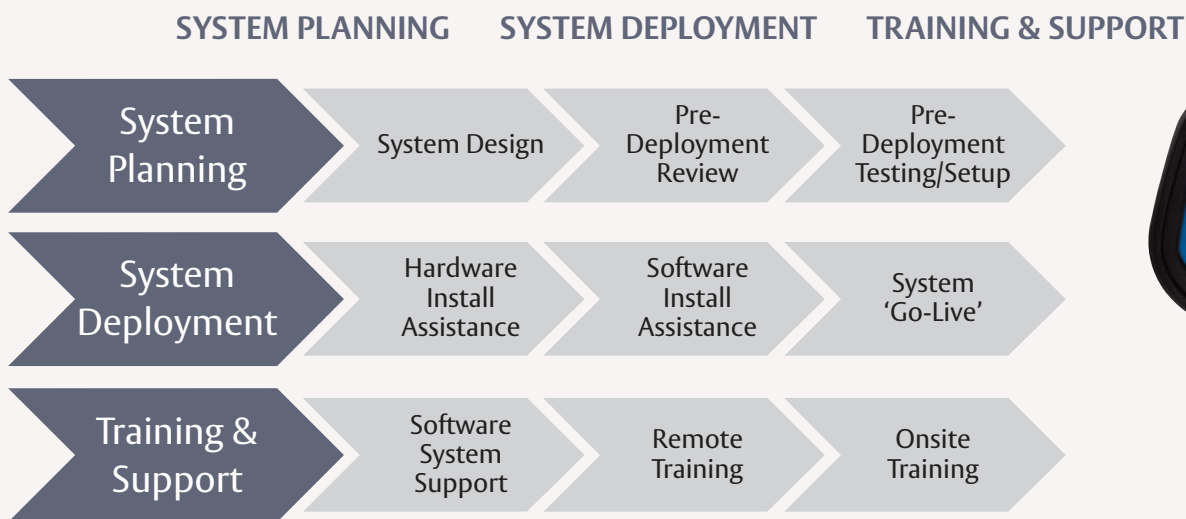 SYSTEM PLANNING SYSTEM DEPLOYMENT TRAINING & SUPPORT
System
Planning
System Design
Pre-
Deployment
Review
Pre-
Deployment
Testing/Setup
System
Deployment
Hardware
Install
Assistance
Software
Install
Assistance
System
‘Go-Live’
Training &
Support
Software
System
Support
Remote
Training
Onsite
Training